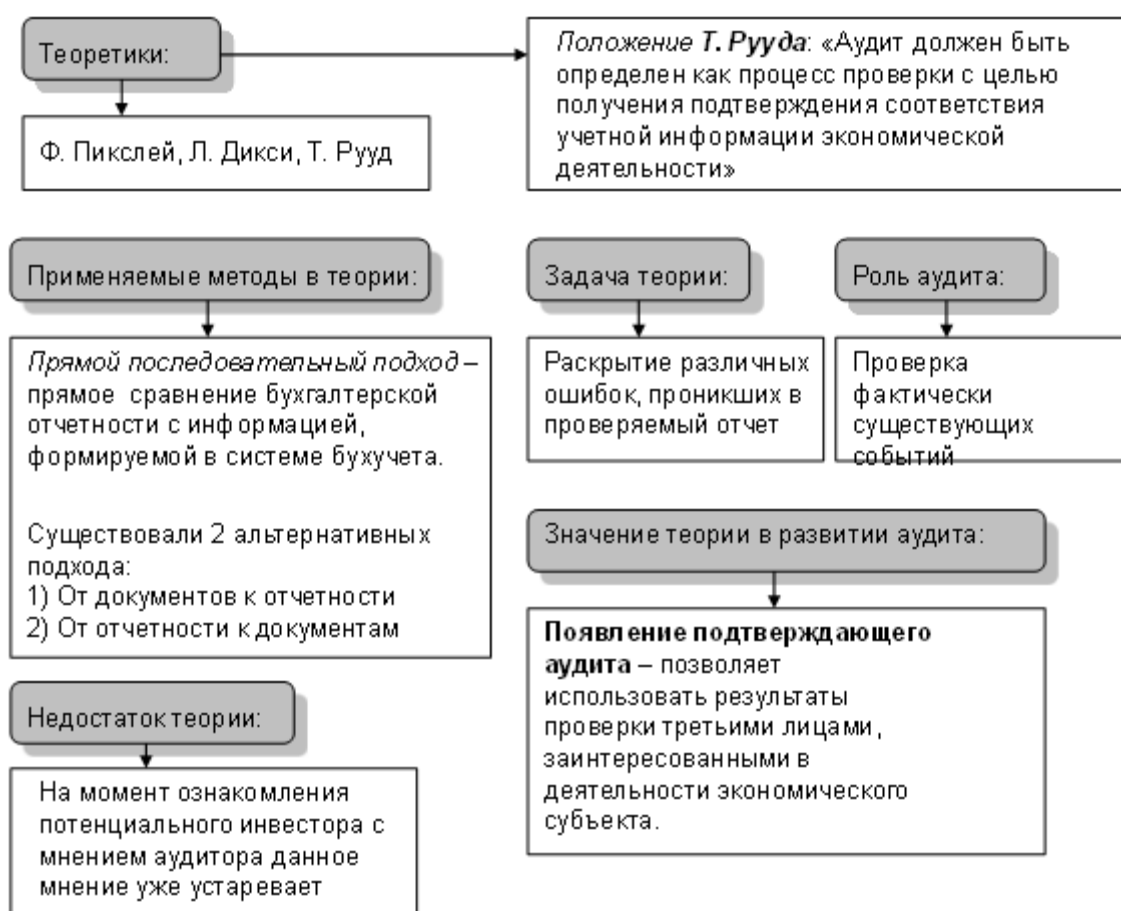 Теоретики:
Ф. Пикслей, Л. Дикси, Т. Рууд
Положение Т. Рууда: «Аудит должен быть
определен как процесс проверки с целью
получения подтверждения соответствия
учетной информации экономической
деятельности»
Применяемые методы в теории:
Прямой последовательный подход –
прямое сравнение бухгалтерской
отчетности с информацией,
формируемой в системе бухучета.
Существовали 2 альтернативных
подхода:
1) От документов к отчетности
2) От отчетности к документам
Задача теории:
Раскрытие различных
ошибок, проникших в
проверяемый отчет
Роль аудита:
Проверка
фактически
существующих
событий
Значение теории в развитии аудита:
Появление подтверждающего
аудита – позволяет
использовать результаты
проверки третьими лицами,
заинтересованными в
деятельности экономического
субъекта.
Недостаток теории:
На момент ознакомления
потенциального инвестора с
мнением аудитора данное
мнение уже устаревает